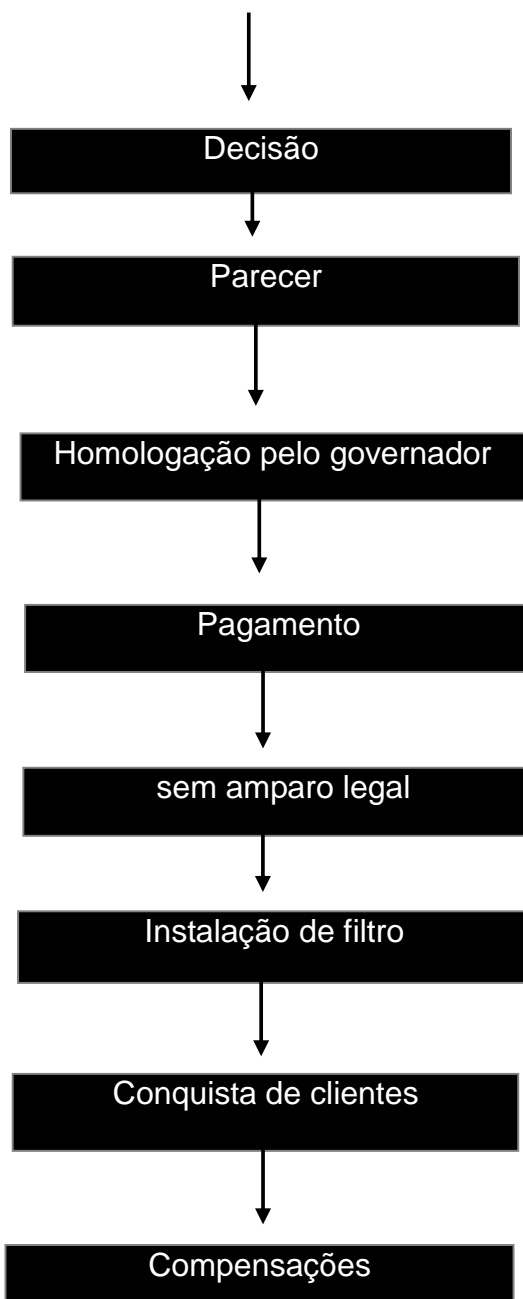 Decisão
Parecer
Homologação pelo governador
Pagamento
sem amparo legal
Instalação de filtro
Conquista de clientes
Compensações